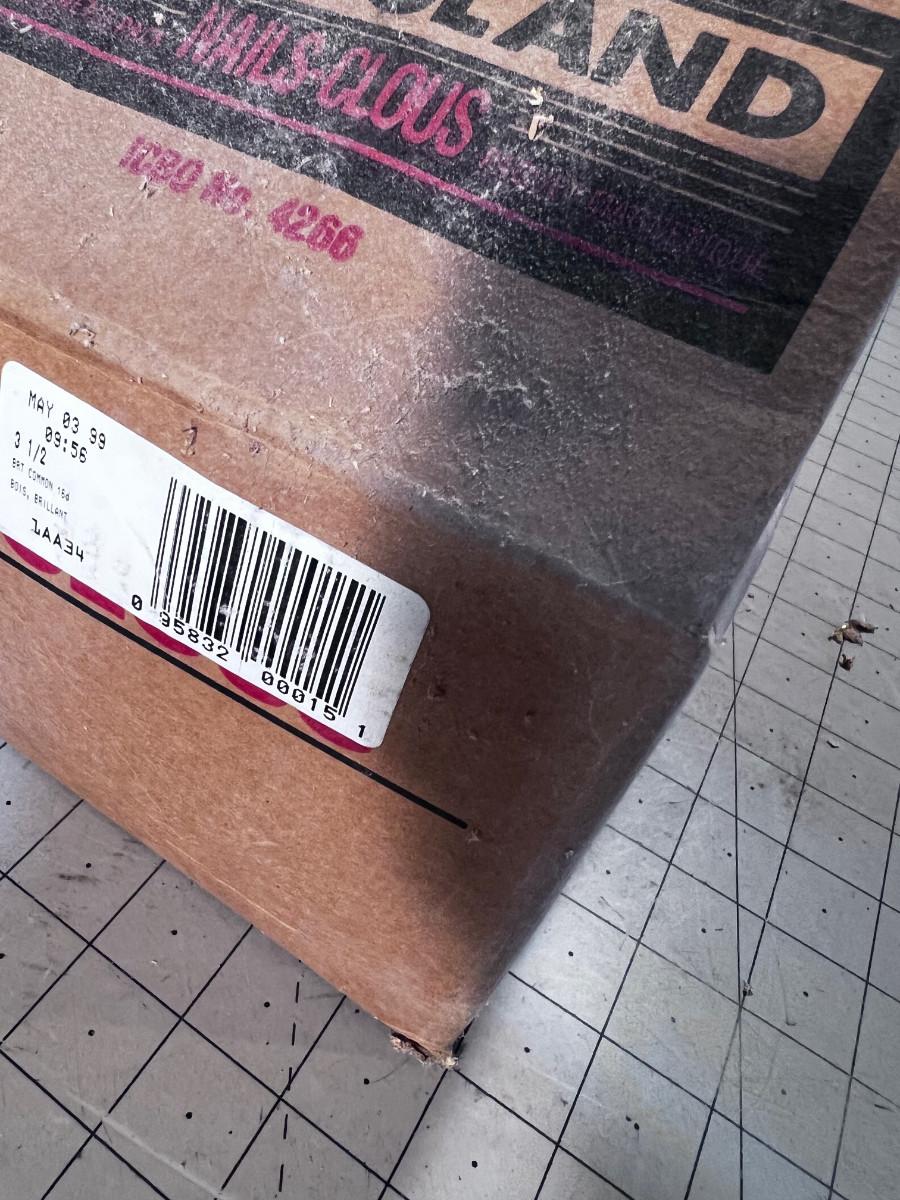 LAND
NAILS-CLOUS
ICBO No. 4266
MAY 03 99
09:56
3 1/2
BRT COMMON 16d
BOIS, BRILLANT
1AA34
0 95832 00015 1